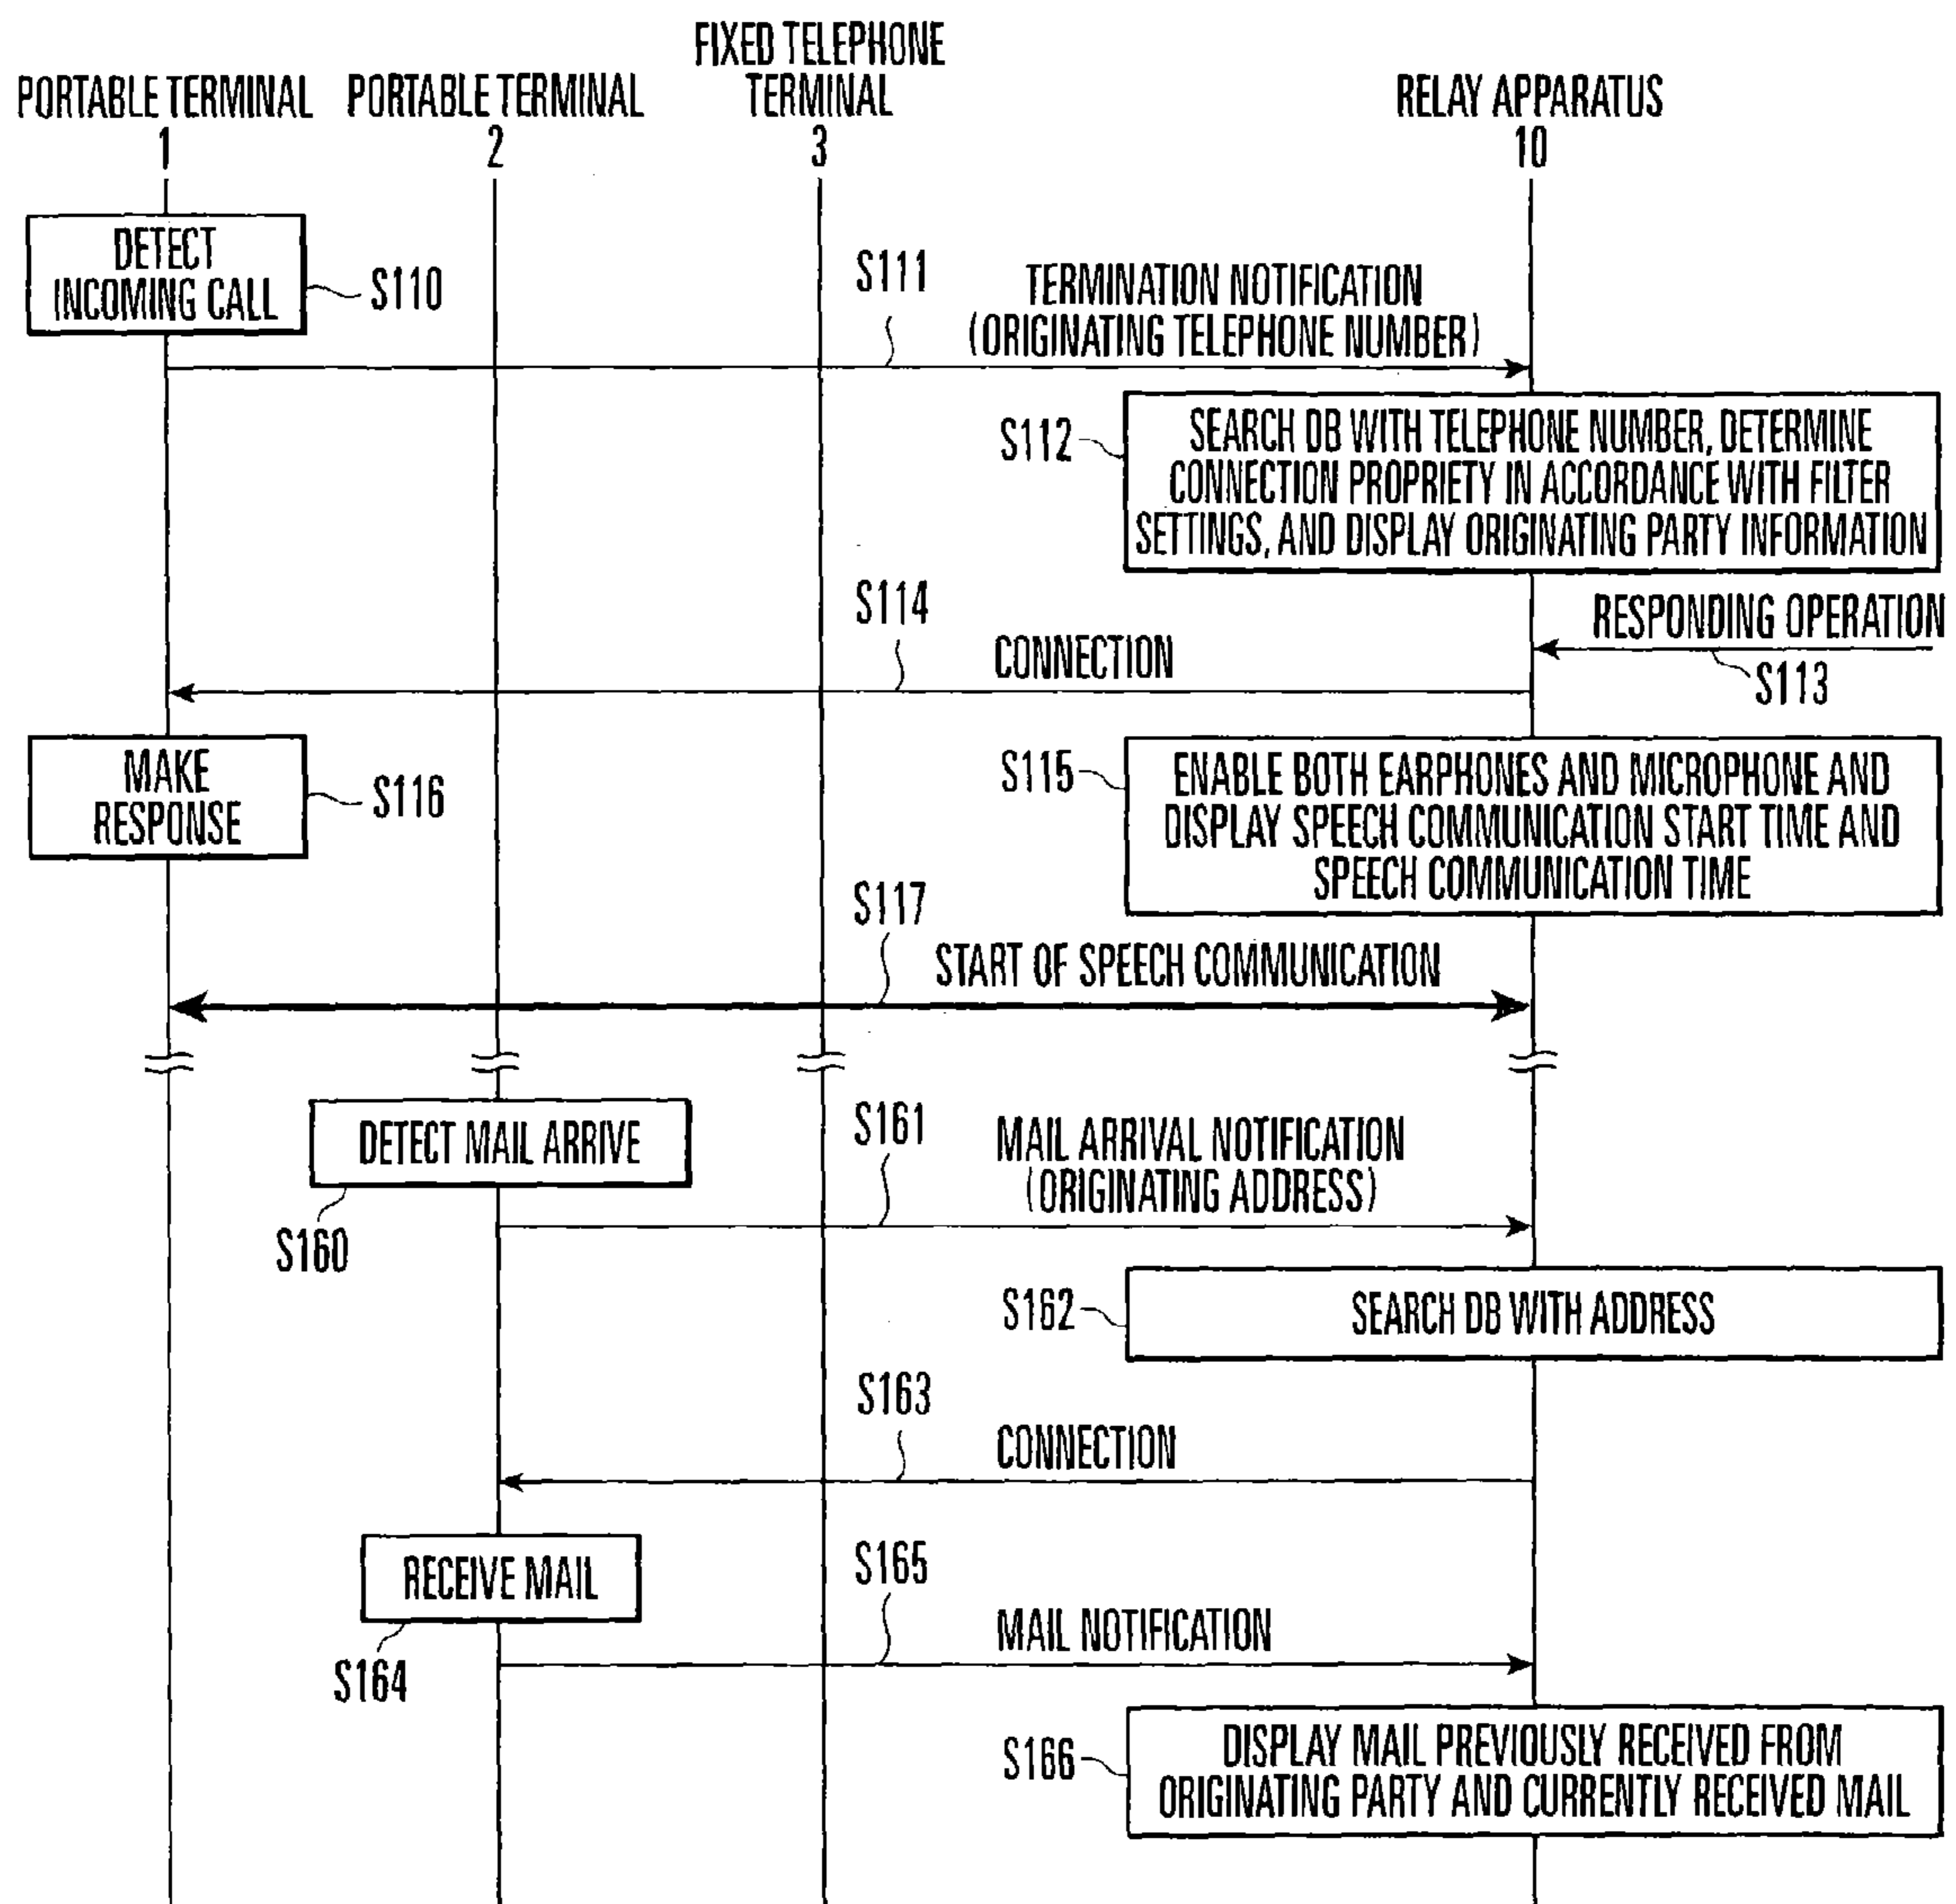 FIXED TELEPHONE
PORTABLE TERMINAL PORTABLE TERMINAL TERMINAL RELAY APPARATUS
1 2 3 10
DETECT
INCOMING CALL
S110
S111
TERMINATION NOTIFICATION
(ORIGINATING TELEPHONE NUMBER)
S112
SEARCH DB WITH TELEPHONE NUMBER, DETERMINE
CONNECTION PROPRIETY IN ACCORDANCE WITH FILTER
SETTINGS, AND DISPLAY ORIGINATING PARTY INFORMATION
RESPONDING OPERATION
S113
S114
CONNECTION
MAKE
RESPONSE
S116
S115
ENABLE BOTH EARPHONES AND MICROPHONE AND
DISPLAY SPEECH COMMUNICATION START TIME AND
SPEECH COMMUNICATION TIME
S117
START OF SPEECH COMMUNICATION
DETECT MAIL ARRIVE
S160
S161
MAIL ARRIVAL NOTIFICATION
(ORIGINATING ADDRESS)
S162
SEARCH DB WITH ADDRESS
S163
CONNECTION
RECEIVE MAIL
S164
S165
MAIL NOTIFICATION
S166
DISPLAY MAIL PREVIOUSLY RECEIVED FROM
ORIGINATING PARTY AND CURRENTLY RECEIVED MAIL